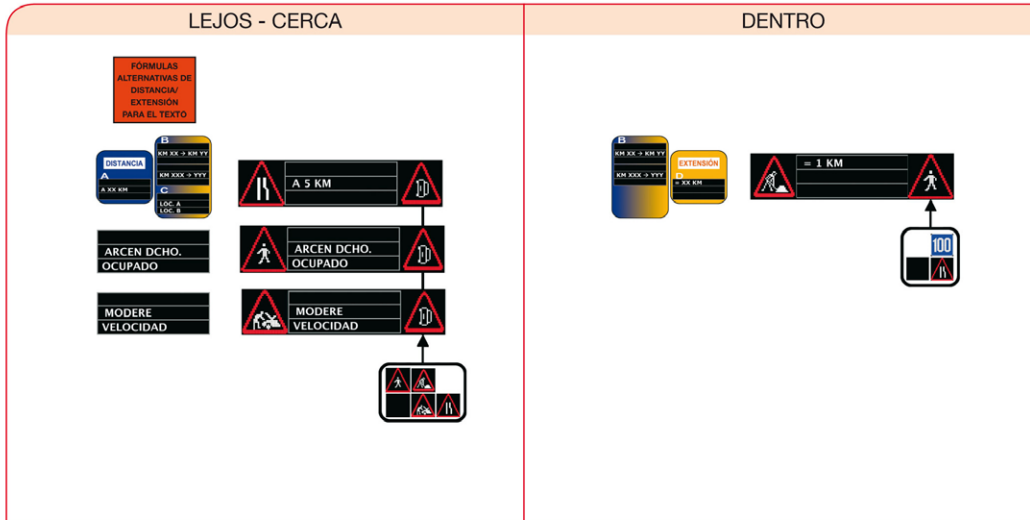 LEJOS - CERCA
DENTRO
FÓRMULAS
ALTERNATIVAS DE
DISTANCIA/
EXTENSIÓN
PARA EL TEXTO
DISTANCIA
A
A XX KM
B
KM XX → KM YY
KM XXX → YYY
C
LOC. A
LOC. B
A 5 KM
ARCEN DCHO.
OCUPADO
ARCEN DCHO.
OCUPADO
MODERE
VELOCIDAD
MODERE
VELOCIDAD
B
KM XX → KM YY
KM XXX → YYY
EXTENSIÓN
D
= XX KM
= 1 KM
100